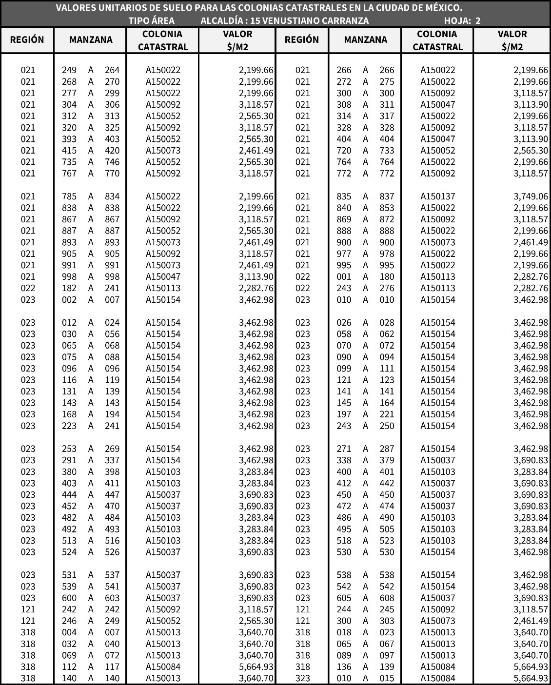 VALORES UNITARIOS DE SUELO PARA LAS COLONIAS CATASTRALES EN LA CIUDAD DE MÉXICO.
TIPO ÁREA ALCALDÍA : 15 VENUSTIANO CARRANZA HOJA: 2
REGIÓN MANZANA COLONIA CATASTRAL VALOR $/M2 REGIÓN MANZANA COLONIA CATASTRAL VALOR $/M2
021 249 A 264 A150022 2,199.66 021 266 A 266 A150022 2,199.66
021 268 A 270 A150022 2,199.66 021 272 A 275 A150022 2,199.66
021 277 A 299 A150022 2,199.66 021 300 A 300 A150092 3,118.57
021 304 A 306 A150092 3,118.57 021 308 A 311 A150047 3,113.90
021 312 A 313 A150052 2,565.30 021 314 A 317 A150022 2,199.66
021 320 A 325 A150092 3,118.57 021 328 A 328 A150092 3,118.57
021 393 A 403 A150052 2,565.30 021 404 A 404 A150047 3,113.90
021 415 A 420 A150073 2,461.49 021 720 A 733 A150052 2,565.30
021 735 A 746 A150052 2,565.30 021 764 A 764 A150022 2,199.66
021 767 A 770 A150092 3,118.57 021 772 A 772 A150092 3,118.57
021 785 A 834 A150022 2,199.66 021 835 A 837 A150137 3,749.06
021 838 A 838 A150022 2,199.66 021 840 A 853 A150022 2,199.66
021 867 A 867 A150092 3,118.57 021 869 A 872 A150092 3,118.57
021 887 A 887 A150052 2,565.30 021 888 A 888 A150022 2,199.66
021 893 A 893 A150073 2,461.49 021 900 A 900 A150073 2,461.49
021 905 A 905 A150092 3,118.57 021 977 A 978 A150022 2,199.66
021 991 A 991 A150073 2,461.49 021 995 A 995 A150022 2,199.66
021 998 A 998 A150047 3,113.90 022 001 A 180 A150113 2,282.76
022 182 A 241 A150113 2,282.76 022 243 A 276 A150113 2,282.76
023 002 A 007 A150154 3,462.98 023 010 A 010 A150154 3,462.98
023 012 A 024 A150154 3,462.98 023 026 A 028 A150154 3,462.98
023 030 A 056 A150154 3,462.98 023 058 A 062 A150154 3,462.98
023 065 A 068 A150154 3,462.98 023 070 A 072 A150154 3,462.98
023 075 A 088 A150154 3,462.98 023 090 A 094 A150154 3,462.98
023 096 A 096 A150154 3,462.98 023 099 A 111 A150154 3,462.98
023 116 A 119 A150154 3,462.98 023 121 A 123 A150154 3,462.98
023 131 A 139 A150154 3,462.98 023 141 A 141 A150154 3,462.98
023 143 A 143 A150154 3,462.98 023 145 A 164 A150154 3,462.98
023 168 A 194 A150154 3,462.98 023 197 A 221 A150154 3,462.98
023 223 A 241 A150154 3,462.98 023 243 A 250 A150154 3,462.98
023 253 A 269 A150154 3,462.98 023 271 A 287 A150154 3,462.98
023 291 A 337 A150154 3,462.98 023 338 A 379 A150037 3,690.83
023 380 A 398 A150103 3,283.84 023 400 A 401 A150103 3,283.84
023 403 A 411 A150103 3,283.84 023 412 A 442 A150037 3,690.83
023 444 A 447 A150037 3,690.83 023 450 A 450 A150037 3,690.83
023 452 A 470 A150037 3,690.83 023 472 A 474 A150037 3,690.83
023 482 A 484 A150103 3,283.84 023 486 A 490 A150103 3,283.84
023 492 A 493 A150103 3,283.84 023 495 A 505 A150103 3,283.84
023 513 A 516 A150103 3,283.84 023 518 A 523 A150103 3,283.84
023 524 A 526 A150037 3,690.83 023 530 A 530 A150154 3,462.98
023 531 A 537 A150037 3,690.83 023 538 A 538 A150154 3,462.98
023 539 A 541 A150037 3,690.83 023 542 A 542 A150154 3,462.98
023 600 A 603 A150037 3,690.83 023 605 A 608 A150037 3,690.83
121 242 A 242 A150092 3,118.57 121 244 A 245 A150092 3,118.57
121 246 A 249 A150052 2,565.30 121 300 A 303 A150073 2,461.49
318 004 A 007 A150013 3,640.70 318 018 A 023 A150013 3,640.70
318 032 A 040 A150013 3,640.70 318 065 A 067 A150013 3,640.70
318 069 A 072 A150013 3,640.70 318 089 A 097 A150013 3,640.70
318 112 A 117 A150084 5,664.93 318 136 A 139 A150084 5,664.93
318 140 A 140 A150013 3,640.70 323 010 A 015 A150084 5,664.93